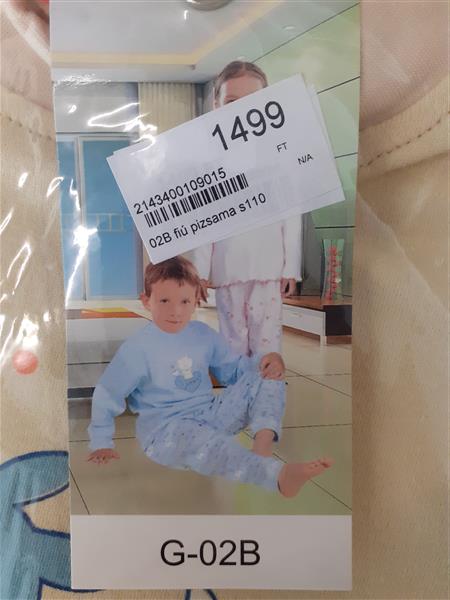 1499
FT
N/A
2143400109015
02B fiú pizsama s110
G-02B